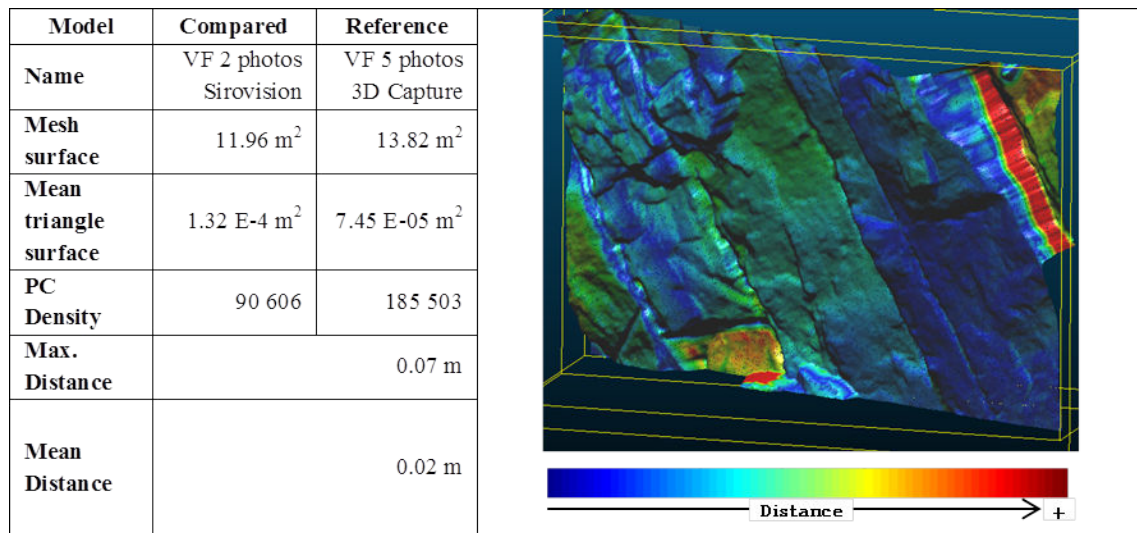 Model Compared Reference
Name VF 2 photos Sirovision VF 5 photos 3D Capture
Mesh surface 11.96 m² 13.82 m²
Mean triangle surface 1.32 E-4 m² 7.45 E-05 m²
PC Density 90 606 185 503
Max. Distance 0.07 m
Mean Distance 0.02 m
Distance +